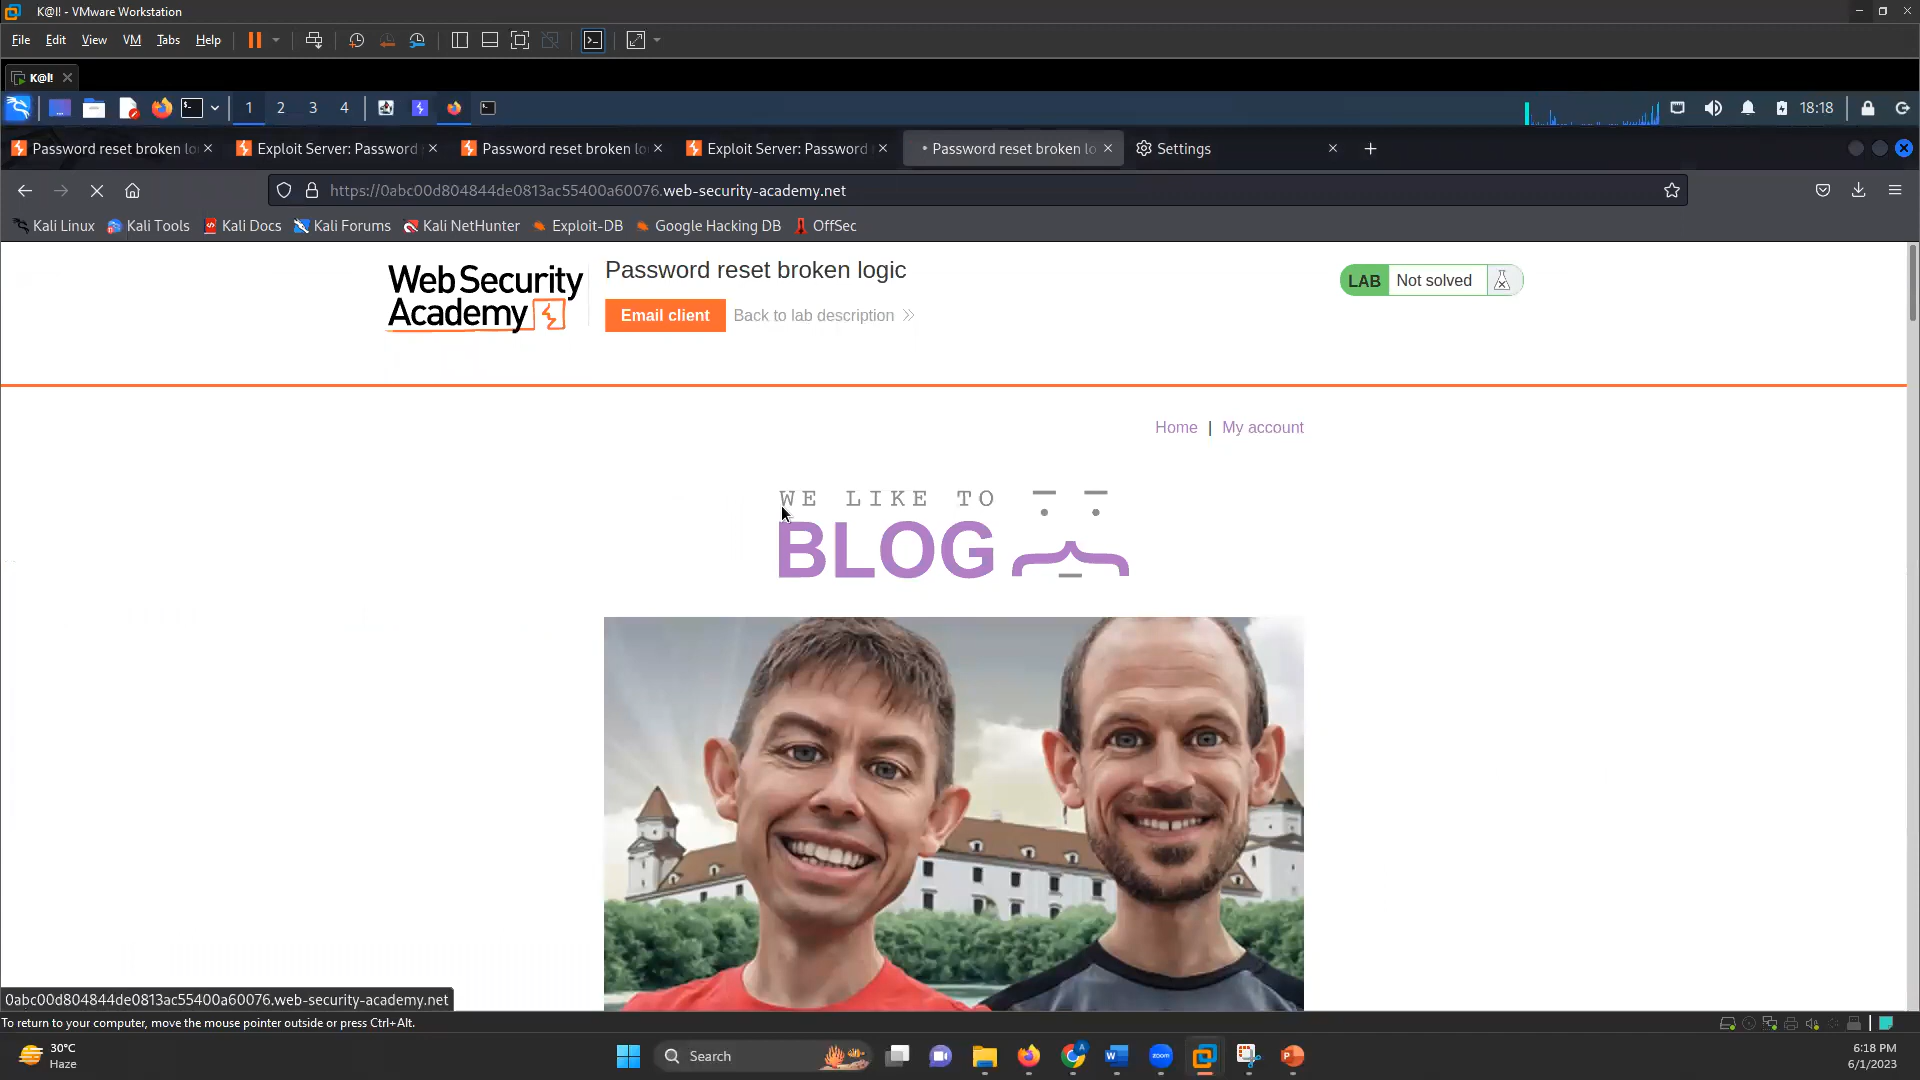 K@l! - VMware Workstation
File Edit View VM Tabs Help
K@l!
1 2 3 4 18:18
Password reset broken lo Exploit Server: Password Password reset broken lo Exploit Server: Password Password reset broken lo Settings
https://0abc00d804844de0813ac55400a60076.web-security-academy.net
Kali Linux Kali Tools Kali Docs Kali Forums Kali NetHunter Exploit-DB Google Hacking DB OffSec
Web Security
Academy
Password reset broken logic
Email client Back to lab description
LAB Not solved
Home | My account
WE LIKE TO
BLOG
0abc00d804844de0813ac55400a60076.web-security-academy.net
To return to your computer, move the mouse pointer outside or press Ctrl+Alt.
30°C
Haze
Search
zoom
6:18 PM
6/1/2023